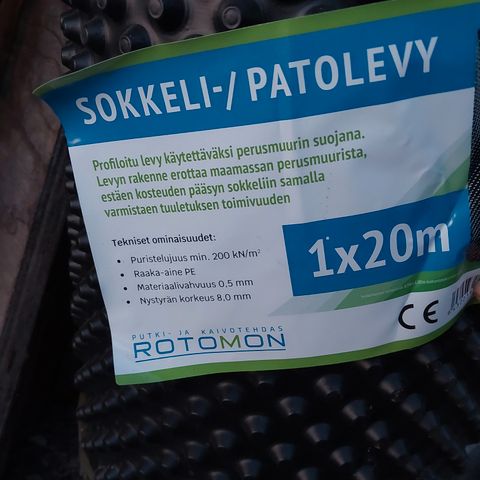 SOKKELI-/ PATOLEVY
Profiloitu levy käytettäväksi perusmuurin suojana.
Levyn rakenne erottaa maamassan perusmuurista,
estäen kosteuden pääsyn sokkeliin samalla
varmistaen tuuletuksen toimivuuden
Tekniset ominaisuudet:
• Puristelujuus min. 200 kN/m²
• Raaka-aine PE
• Materiaalivahvuus 0,5 mm
• Nystyrän korkeus 8,0 mm
1x20m
CE
PUTKI- JA KAIVOTEHDAS
ROTOMON